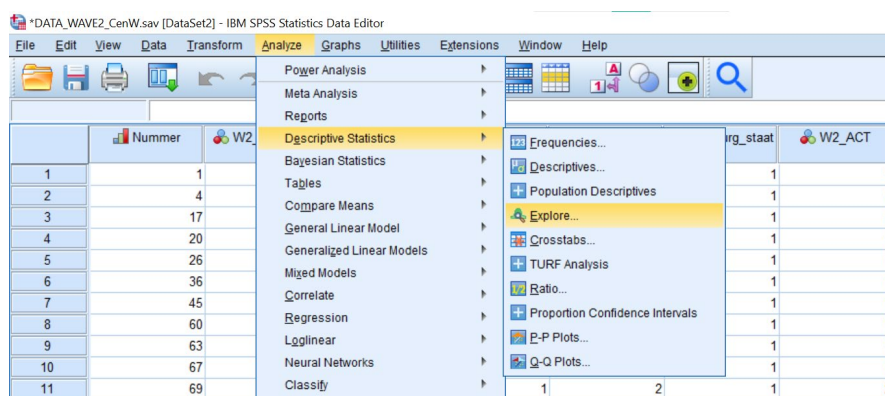 *DATA_WAVE2_CenW.sav [DataSet2] - IBM SPSS Statistics Data Editor
File Edit View Data Transform Analyze Graphs Utilities Extensions Window Help
Power Analysis
Meta Analysis
Reports
Descriptive Statistics
Bayesian Statistics
Tables
Compare Means
General Linear Model
Generalized Linear Models
Mixed Models
Correlate
Regression
Loglinear
Neural Networks
Classify
Frequencies...
Descriptives...
Population Descriptives
Explore...
Crosstabs...
TURF Analysis
Ratio...
Proportion Confidence Intervals
P-P Plots...
Q-Q Plots...
Nummer W2_ urg_staat W2_ACT
1 1 1
2 4 1
3 17 1
4 20 1
5 26 1
6 36 1
7 45 1
8 60 1
9 63 1
10 67 1
11 69 1 2 1